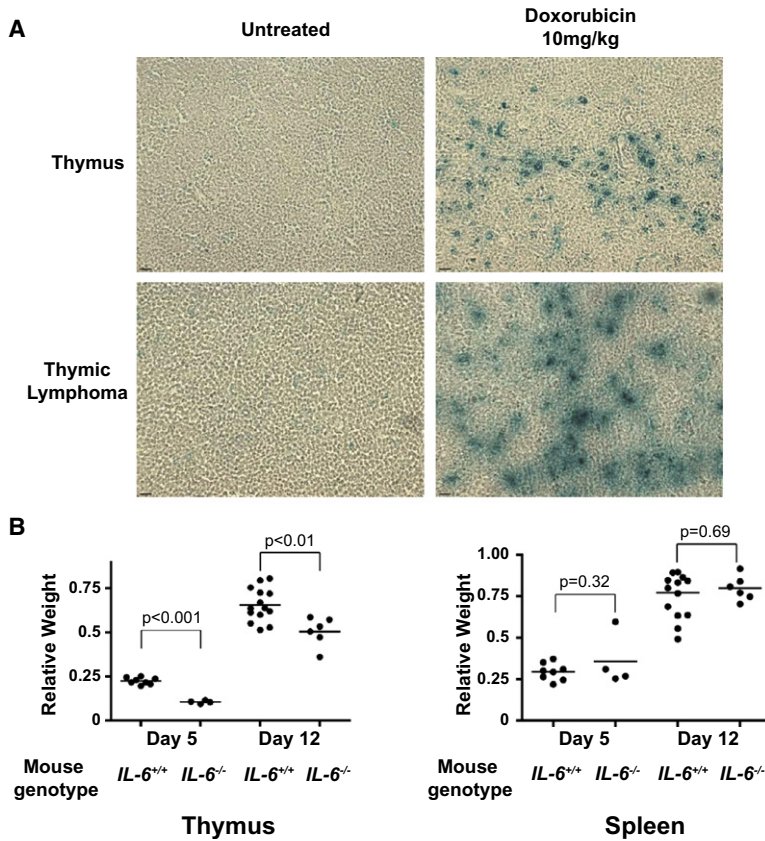 A
Untreated
Doxorubicin
10mg/kg
Thymus
Thymic
Lymphoma
B
Relative Weight
0.75
0.5
0.25
0
p<0.001
p<0.01
Day 5
Day 12
Mouse
genotype
IL-6+/+ IL-6-/- IL-6+/+ IL-6-/-
Thymus
Relative Weight
1.00
0.75
0.5
0.25
0
p=0.32
p=0.69
Day 5
Day 12
Mouse
genotype
IL-6+/+ IL-6-/- IL-6+/+ IL-6-/-
Spleen